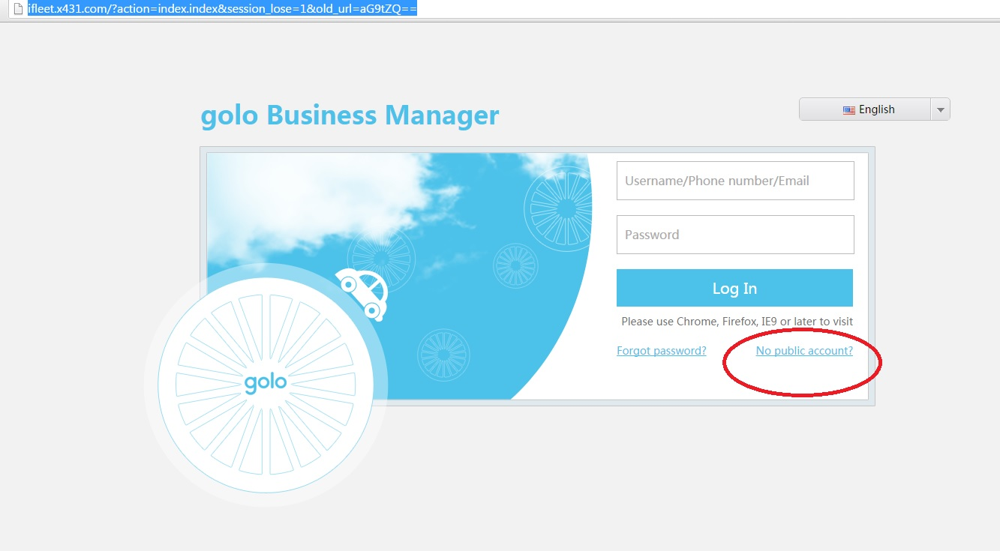 ifleet.x431.com/?action=index.index&session_lose=1&old_url=aG9tZQ==
golo Business Manager
English
Username/Phone number/Email
Password
Log In
Please use Chrome, Firefox, IE9 or later to visit
Forgot password? No public account?
golo